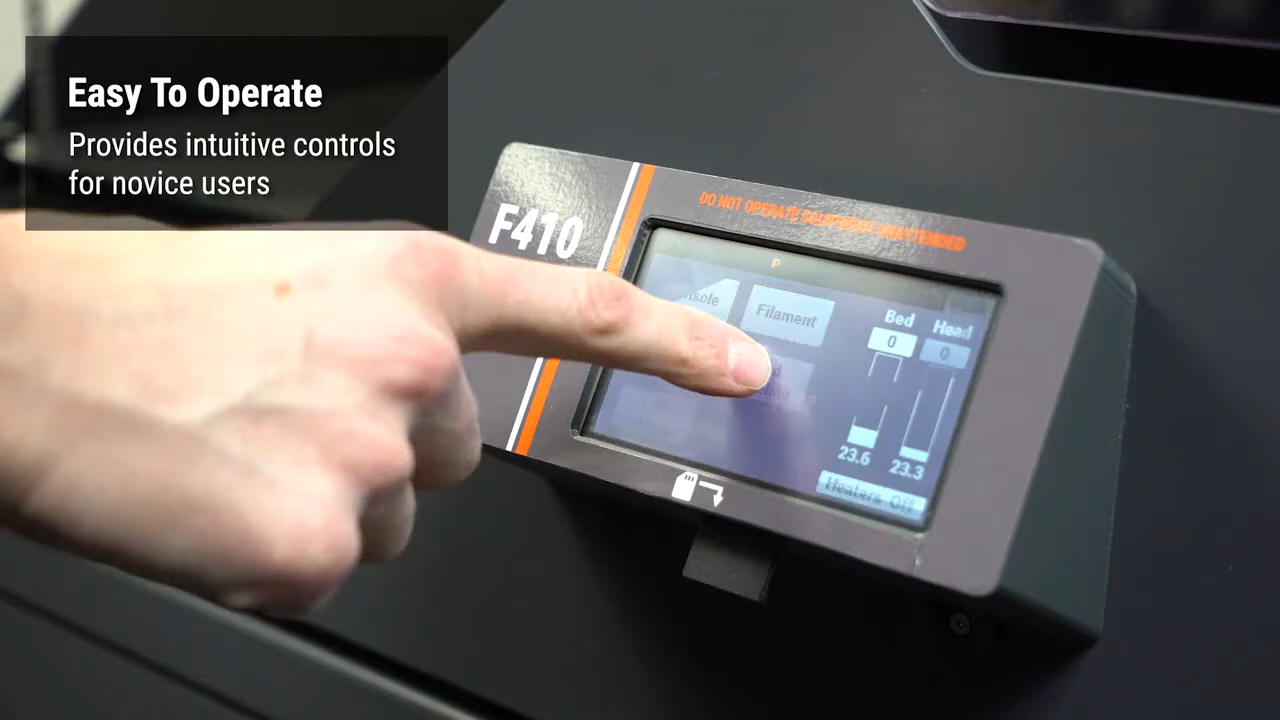 Easy To Operate
Provides intuitive controls
for novice users
F410
DO NOT OPERATE EQUIPMENT UNATTENDED
P
Filament
Bed
Head
0
0
23.6
23.3
Heaters Off